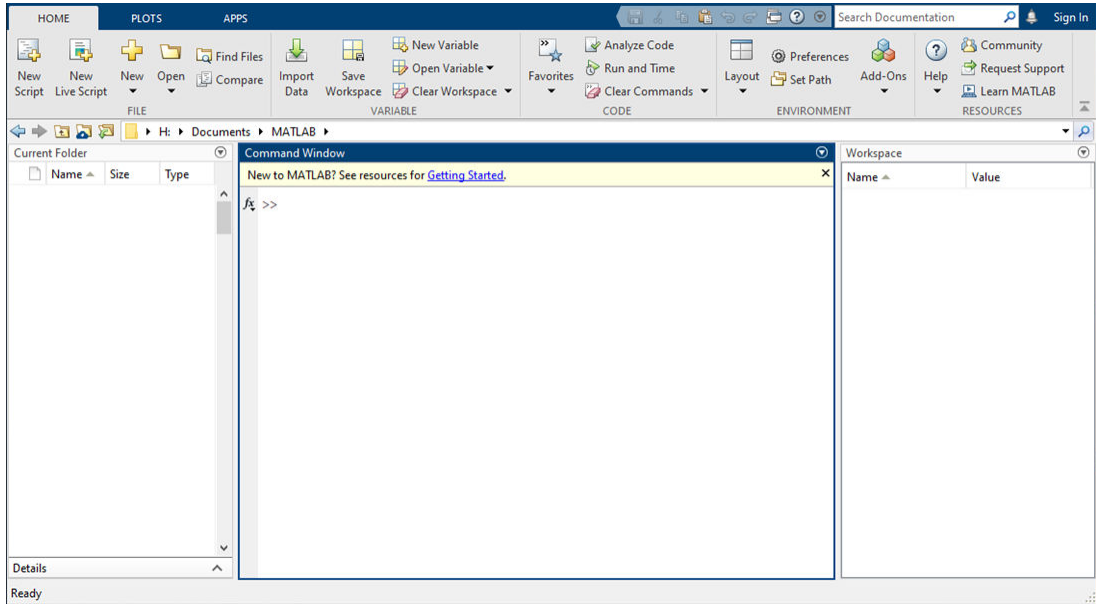 HOME PLOTS APPS Search Documentation Sign In
New Script
New Live Script
New
Open
Find Files
Compare
FILE
Import Data
Save Workspace
New Variable
Open Variable
Clear Workspace
VARIABLE
Favorites
Analyze Code
Run and Time
Clear Commands
CODE
Layout
Preferences
Set Path
Add-Ons
ENVIRONMENT
Help
Community
Request Support
Learn MATLAB
RESOURCES
H: Documents MATLAB
Current Folder
Name Size Type
Details
Command Window
New to MATLAB? See resources for Getting Started.
fx >>
Workspace
Name Value
Ready